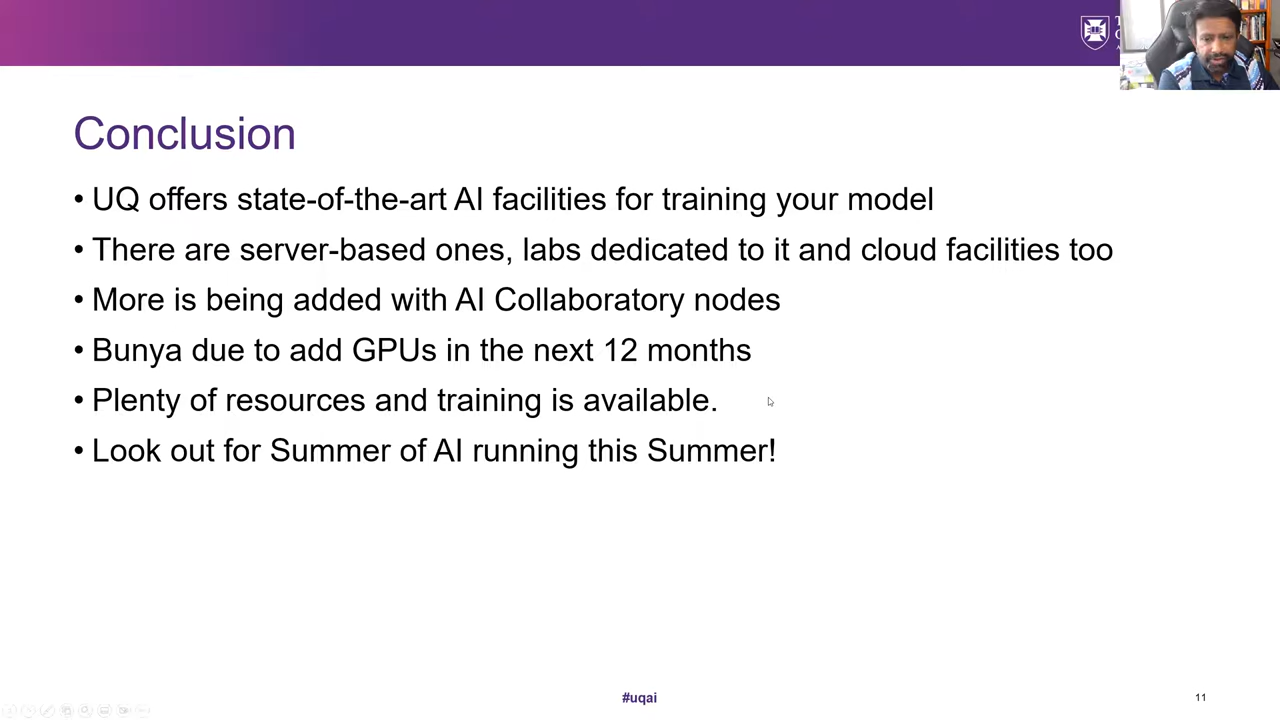 Conclusion
• UQ offers state-of-the-art AI facilities for training your model
• There are server-based ones, labs dedicated to it and cloud facilities too
• More is being added with AI Collaboratory nodes
• Bunya due to add GPUs in the next 12 months
• Plenty of resources and training is available.
• Look out for Summer of AI running this Summer!
#uqai
11